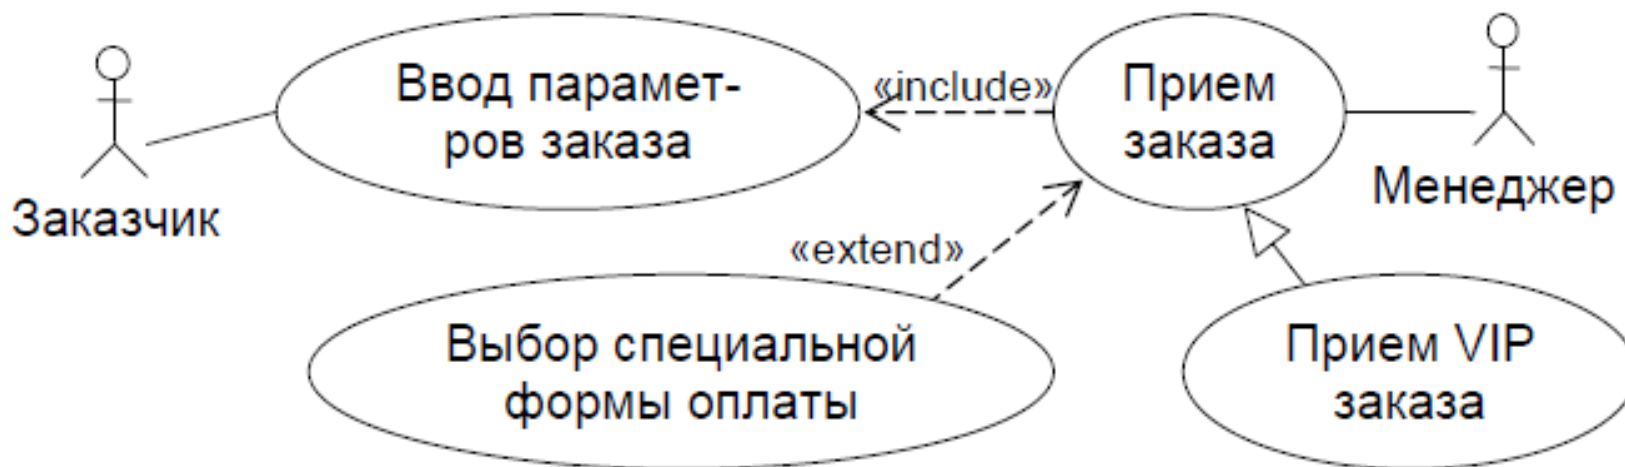 Ввод парамет-
ров заказа
«include»
Прием
заказа
Заказчик
Менеджер
«extend»
Выбор специальной
формы оплаты
Прием VIP
заказа